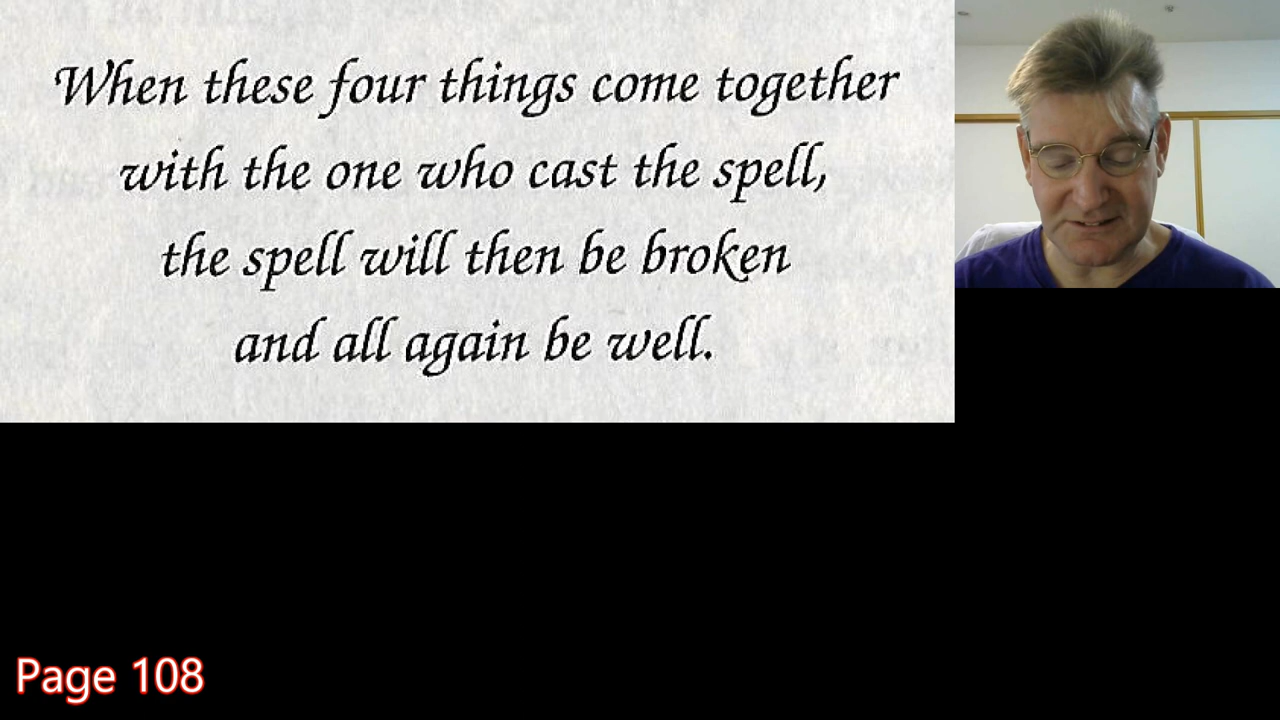 When these four things come together
with the one who cast the spell,
the spell will then be broken
and all again be well.
Page 108